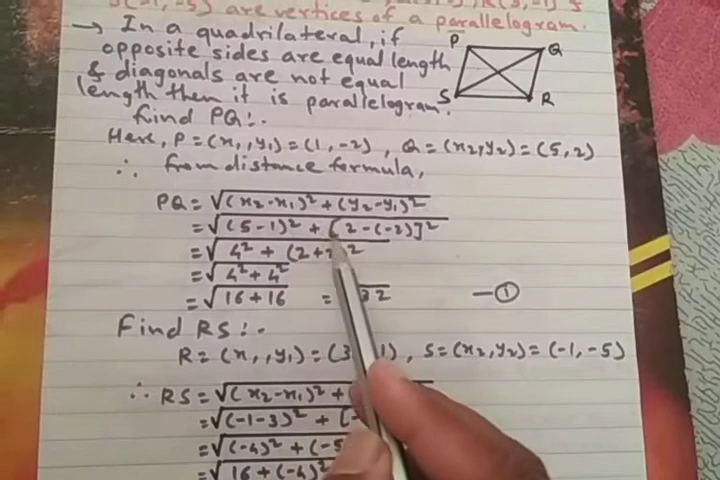 S(-1, -5) are vertices of a parallelogram.
→ In a quadrilateral, if
opposite sides are equal length
& diagonals are not equal
length then it is parallelogram.
P Q
S R
Find PQ:-
Here, P = (x₁, y₁) = (1, -2) , Q = (x₂, y₂) = (5, 2)
∴ from distance formula,
PQ = √(x₂-x₁)² + (y₂-y₁)²
= √(5-1)² + [2-(-2)]²
= √4² + (2+ 2
= √4² + 4²
= √16+16 = 32 —①
Find RS:-
R = (x₁, y₁) = (3 1) , S = (x₂, y₂) = (-1, -5)
∴ RS = √(x₂-x₁)² +
= √(-1-3)² + [-
= √(-4)² + (-5
= √16 + (-4)²